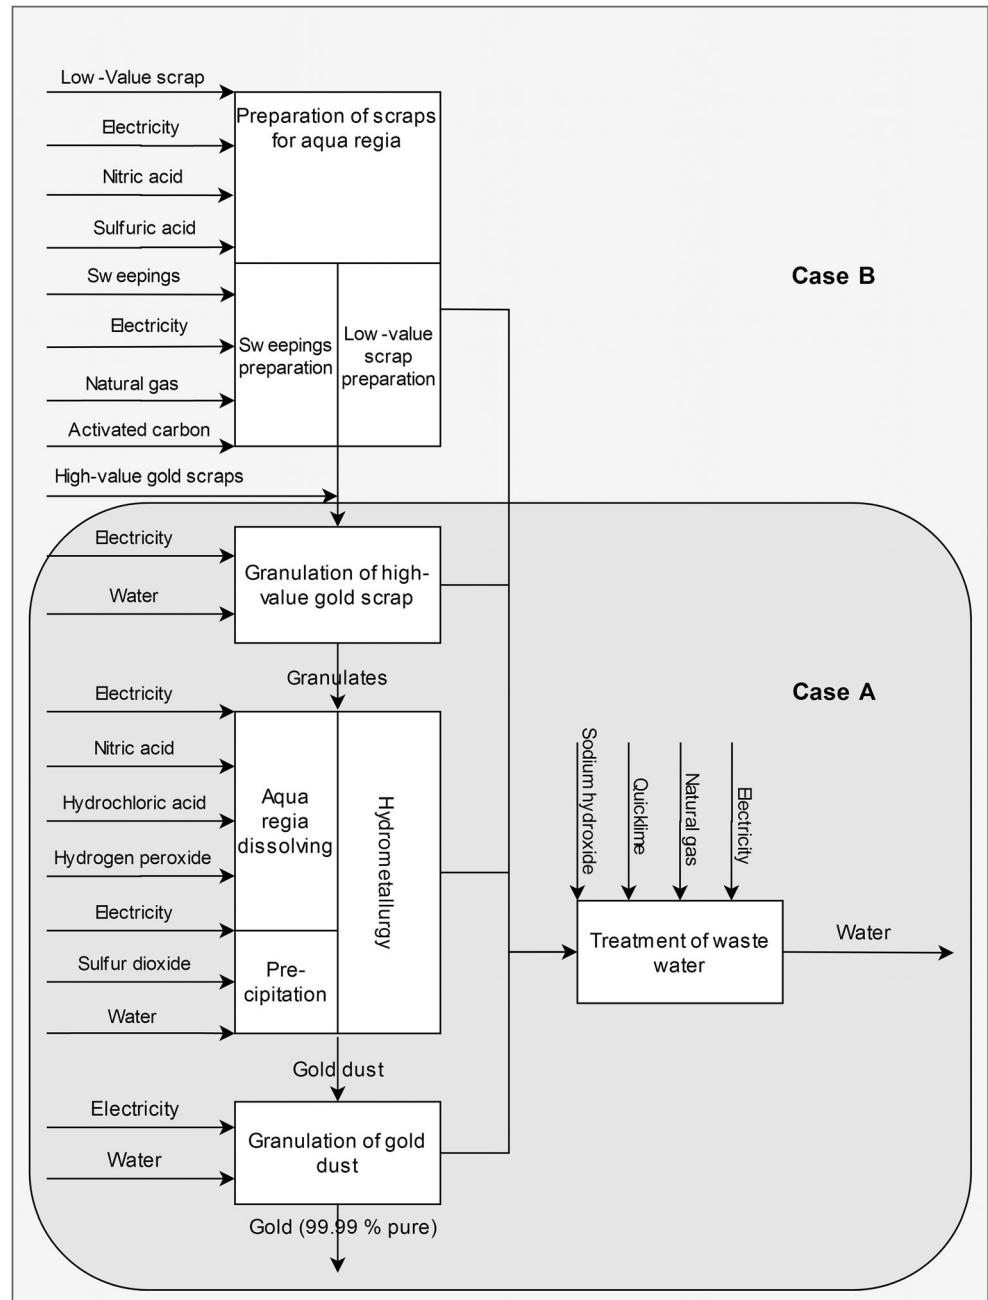 Low-Value scrap
Preparation of scraps
for aqua regia
Electricity
Nitric acid
Sulfuric acid
Sweepings
Case B
Electricity
Sweepings
preparation
Low-value
scrap
preparation
Natural gas
Activated carbon
High-value gold scraps
Electricity
Granulation of high-
value gold scrap
Water
Granulates
Case A
Electricity
Nitric acid
Hydrochloric acid
Hydrogen peroxide
Aqua
regia
dissolving
Hydrometallurgy
Electricity
Sulfur dioxide
Water
Pre-
cipitation
Sodium hydroxide
Quicklime
Natural gas
Electricity
Treatment of waste
water
Water
Gold dust
Electricity
Water
Granulation of gold
dust
Gold (99.99 % pure)